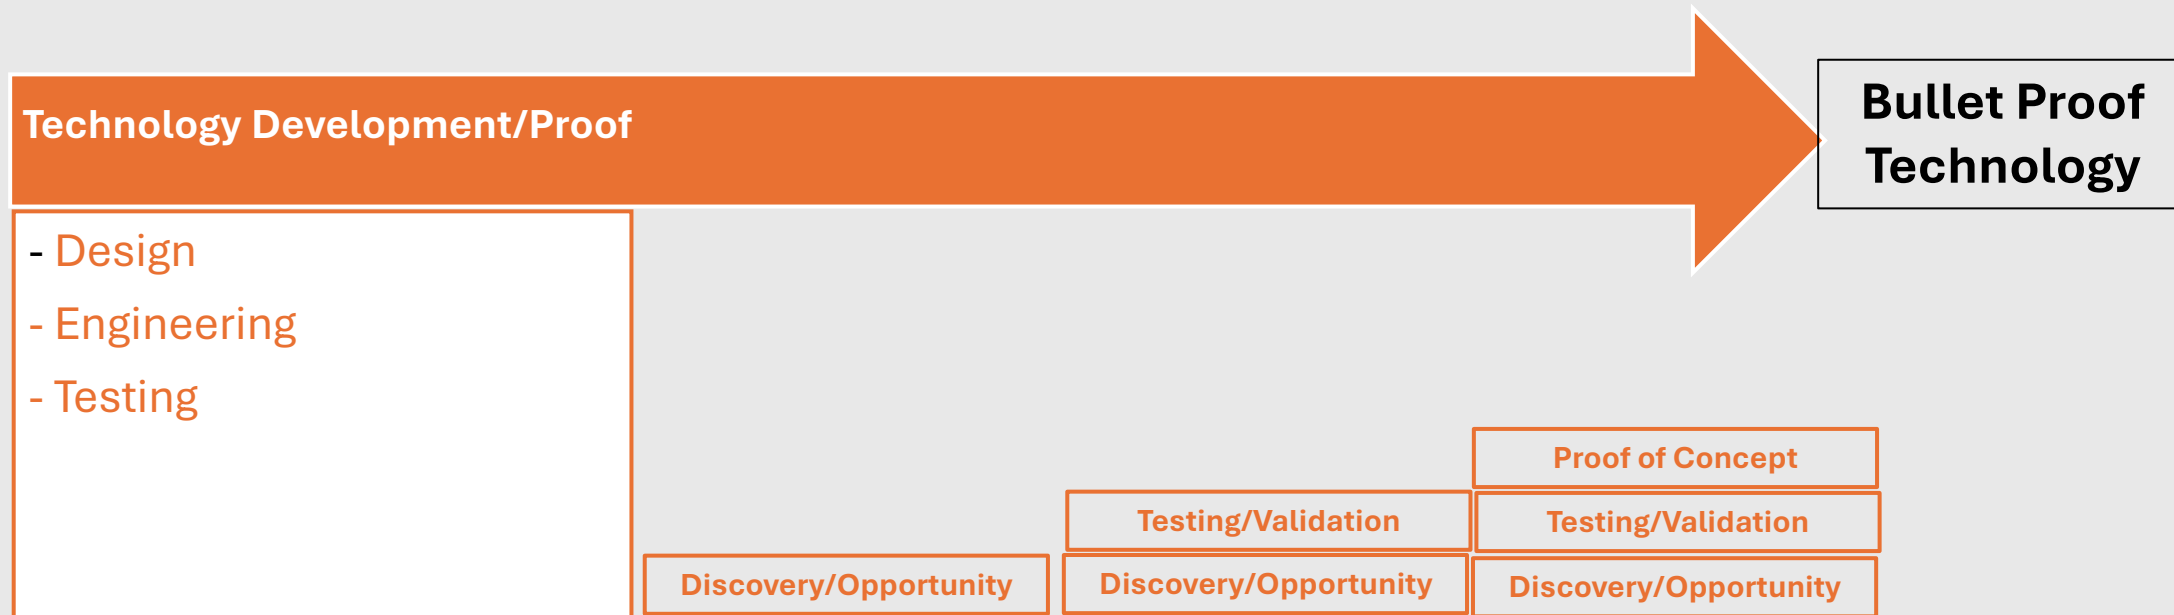 Technology Development/Proof
Bullet Proof
Technology
- Design
- Engineering
- Testing
Proof of Concept
Testing/Validation
Testing/Validation
Discovery/Opportunity
Discovery/Opportunity
Discovery/Opportunity